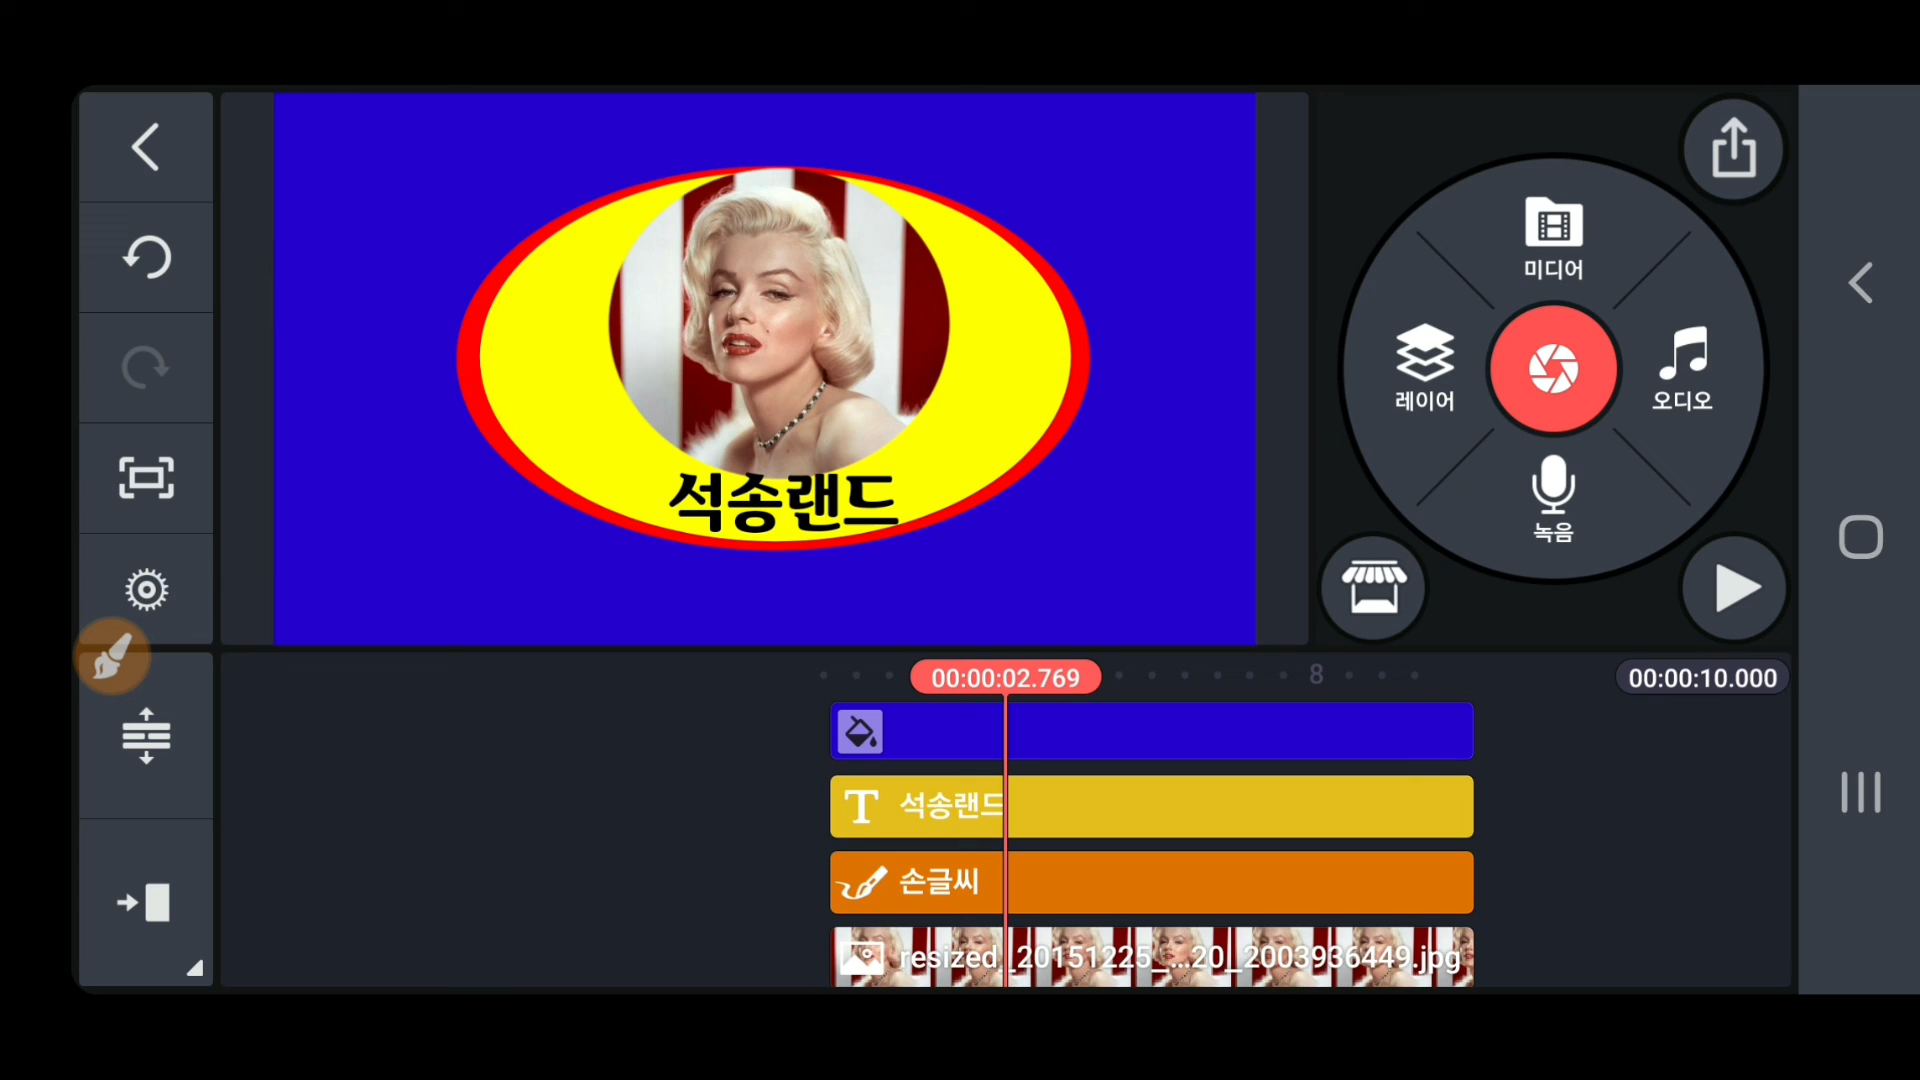 미디어
레이어
오디오
녹음
석송랜드
00:00:02.769
8
00:00:10.000
T 석송랜드
손글씨
resized_20151225_...20_2003936449.jpg